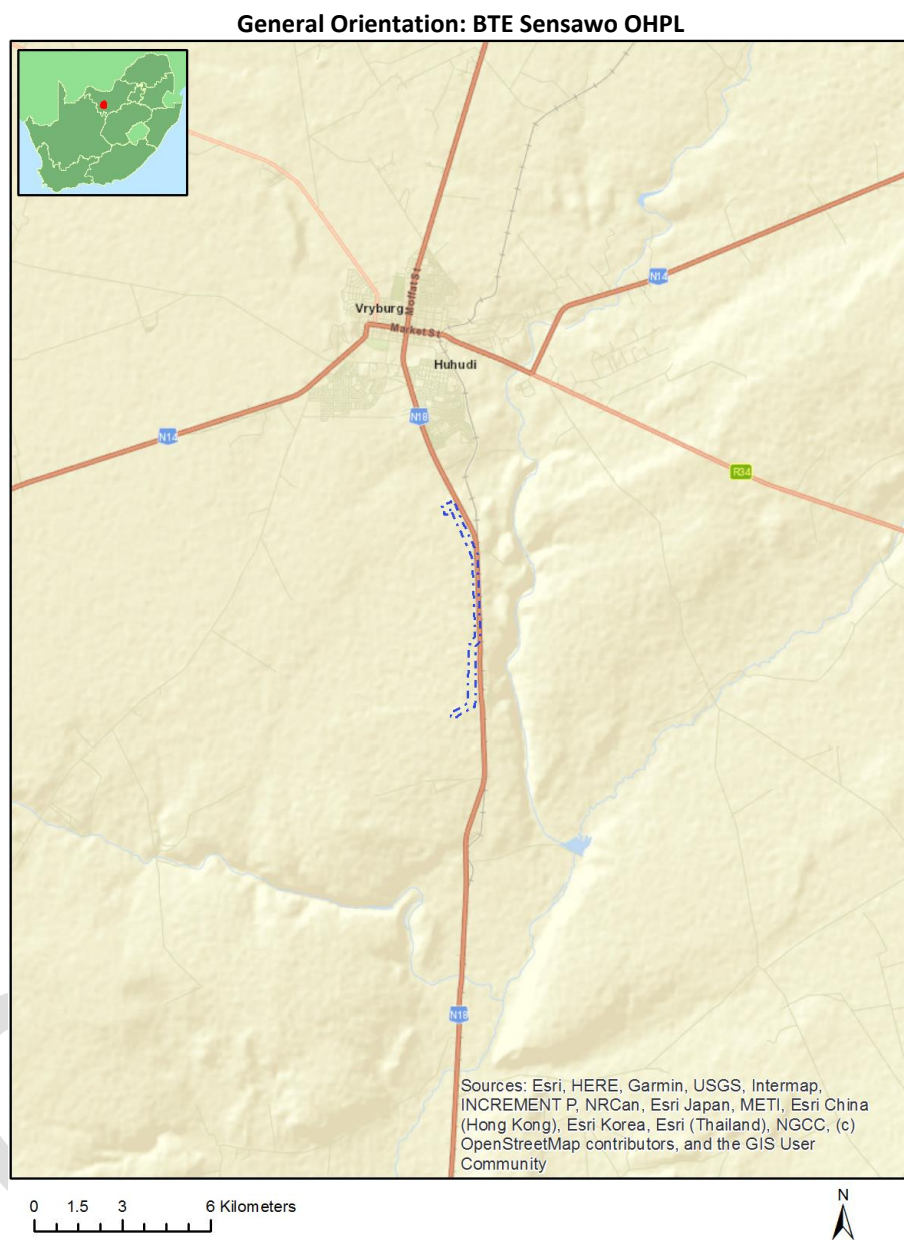 General Orientation: BTE Sensawo OHPL
N14
Moffat St
Vryburg
Market St
Huhudi
N18
N14
R34
N18
Sources: Esri, HERE, Garmin, USGS, Intermap,
INCREMENT P, NRCan, Esri Japan, METI, Esri China
(Hong Kong), Esri Korea, Esri (Thailand), NGCC, (c)
OpenStreetMap contributors, and the GIS User
Community
0 1.5 3 6 Kilometers
N